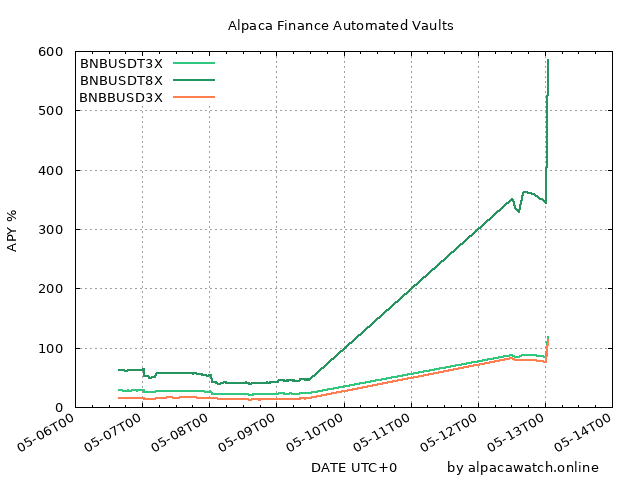 Alpaca Finance Automated Vaults
BNBUSDT3X
BNBUSDT8X
BNBBUSD3X
APY %
600
500
400
300
200
100
0
05-06T00 05-07T00 05-08T00 05-09T00 05-10T00 05-11T00 05-12T00 05-13T00 05-14T00
DATE UTC+0 by alpacawatch.online